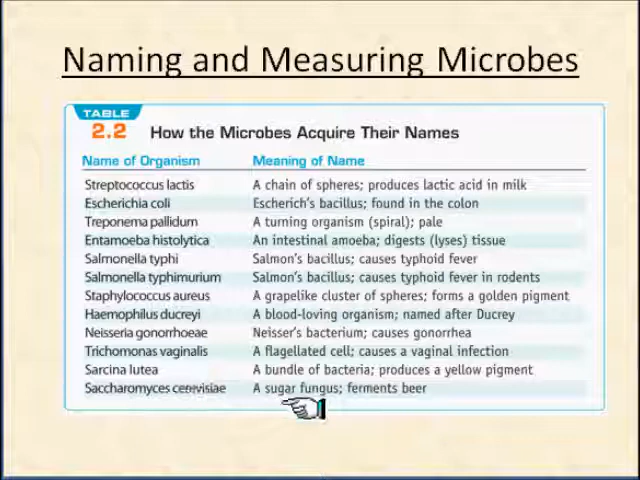 Naming and Measuring Microbes
TABLE
2.2 How the Microbes Acquire Their Names
Name of Organism Meaning of Name
Streptococcus lactis A chain of spheres; produces lactic acid in milk
Escherichia coli Escherich's bacillus; found in the colon
Treponema pallidum A turning organism (spiral); pale
Entamoeba histolytica An intestinal amoeba; digests (lyses) tissue
Salmonella typhi Salmon's bacillus; causes typhoid fever
Salmonella typhimurium Salmon's bacillus; causes typhoid fever in rodents
Staphylococcus aureus A grapelike cluster of spheres; forms a golden pigment
Haemophilus ducreyi A blood-loving organism; named after Ducrey
Neisseria gonorrhoeae Neisser's bacterium; causes gonorrhea
Trichomonas vaginalis A flagellated cell; causes a vaginal infection
Sarcina lutea A bundle of bacteria; produces a yellow pigment
Saccharomyces cerevisiae A sugar fungus; ferments beer